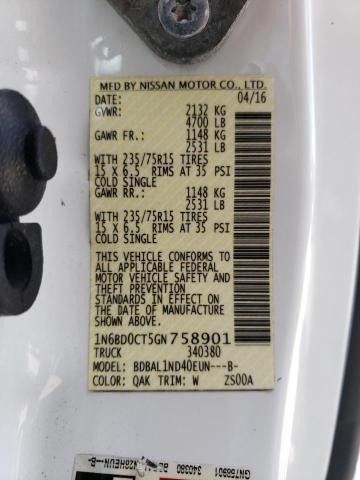 MFD BY NISSAN MOTOR CO., LTD.
DATE: 04/16
GVWR: 2132 KG
4700 LB
GAWR FR.: 1148 KG
2531 LB
WITH 235/75R15 TIRES
15 X 6.5 RIMS AT 35 PSI
COLD SINGLE
GAWR RR.: 1148 KG
2531 LB
WITH 235/75R15 TIRES
15 X 6.5 RIMS AT 35 PSI
COLD SINGLE
THIS VEHICLE CONFORMS TO
ALL APPLICABLE FEDERAL
MOTOR VEHICLE SAFETY AND
THEFT PREVENTION
STANDARDS IN EFFECT ON
THE DATE OF MANUFACTURE
SHOWN ABOVE.
1N6BD0CT5GN758901
TRUCK 340380
MODEL: BDBAL1ND40EUN---B-
COLOR: QAK TRIM: W ZS00A
GN758901 340380